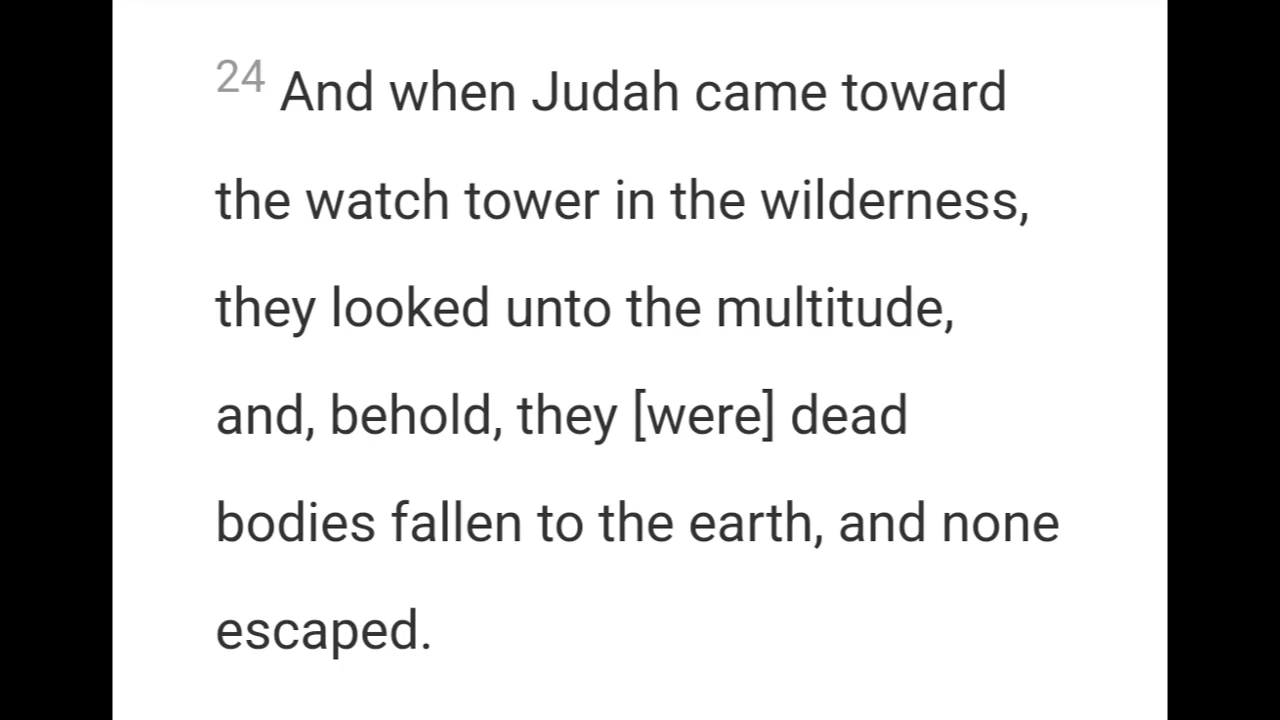 24 And when Judah came toward
the watch tower in the wilderness,
they looked unto the multitude,
and, behold, they [were] dead
bodies fallen to the earth, and none
escaped.